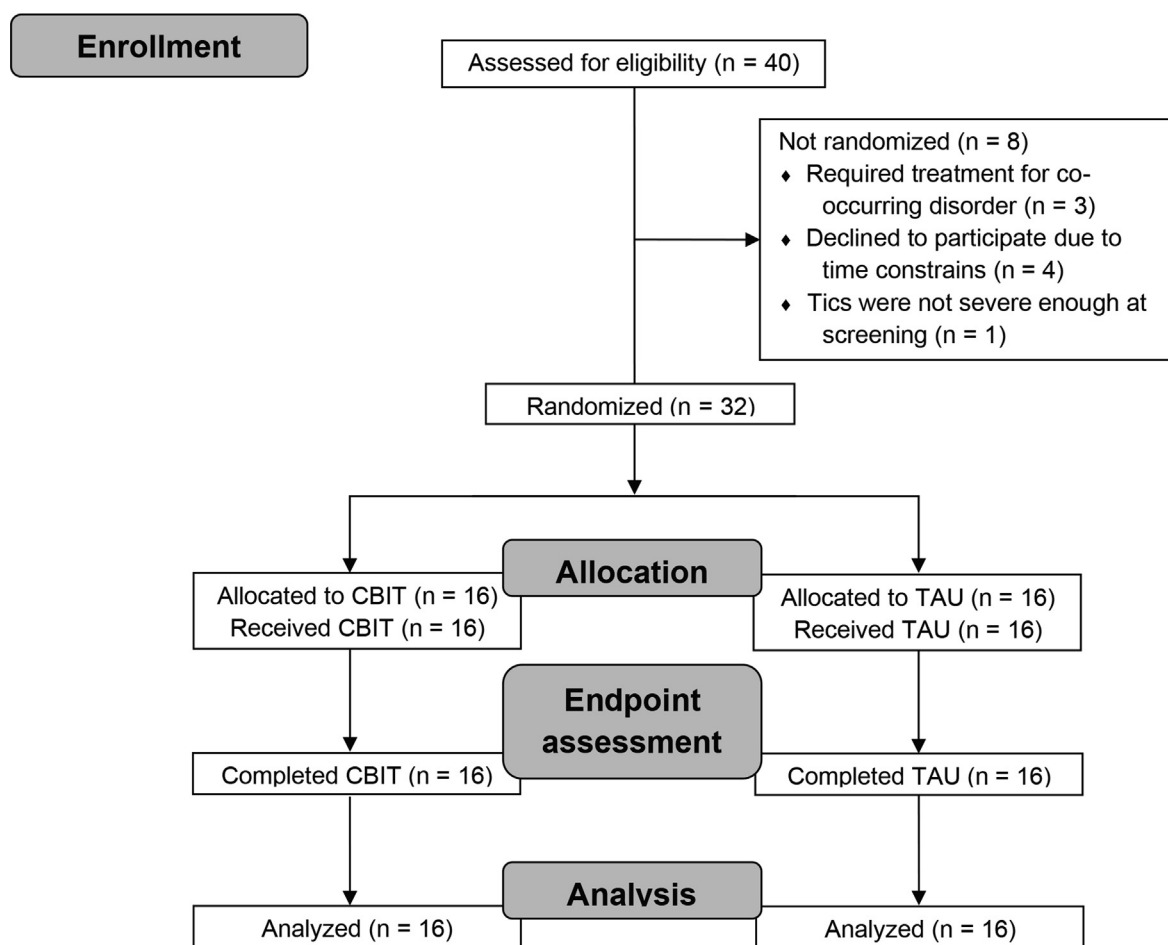 Enrollment
Assessed for eligibility (n = 40)
Not randomized (n = 8)
♦ Required treatment for co-
occurring disorder (n = 3)
♦ Declined to participate due to
time constrains (n = 4)
♦ Tics were not severe enough at
screening (n = 1)
Randomized (n = 32)
Allocation
Allocated to CBIT (n = 16)
Received CBIT (n = 16)
Allocated to TAU (n = 16)
Received TAU (n = 16)
Endpoint
assessment
Completed CBIT (n = 16)
Completed TAU (n = 16)
Analysis
Analyzed (n = 16)
Analyzed (n = 16)